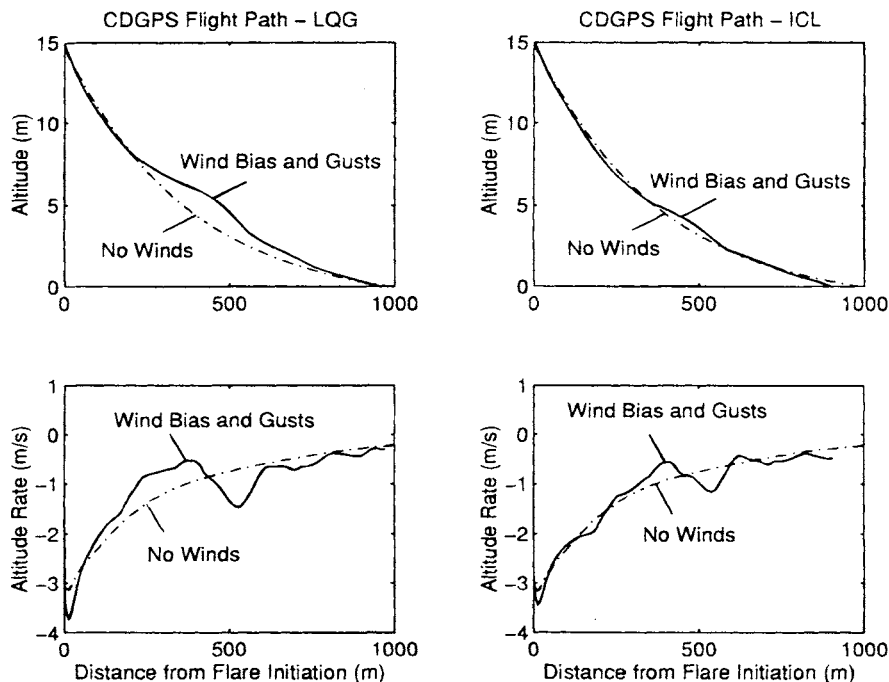 CDGPS Flight Path – LQG
15
10
5
0
Altitude (m)
Wind Bias and Gusts
No Winds
0 500 1000
CDGPS Flight Path – ICL
15
10
5
0
Altitude (m)
Wind Bias and Gusts
No Winds
0 500 1000
1
0
−1
−2
−3
−4
Altitude Rate (m/s)
Wind Bias and Gusts
No Winds
0 500 1000
Distance from Flare Initiation (m)
1
0
−1
−2
−3
−4
Altitude Rate (m/s)
Wind Bias and Gusts
No Winds
0 500 1000
Distance from Flare Initiation (m)